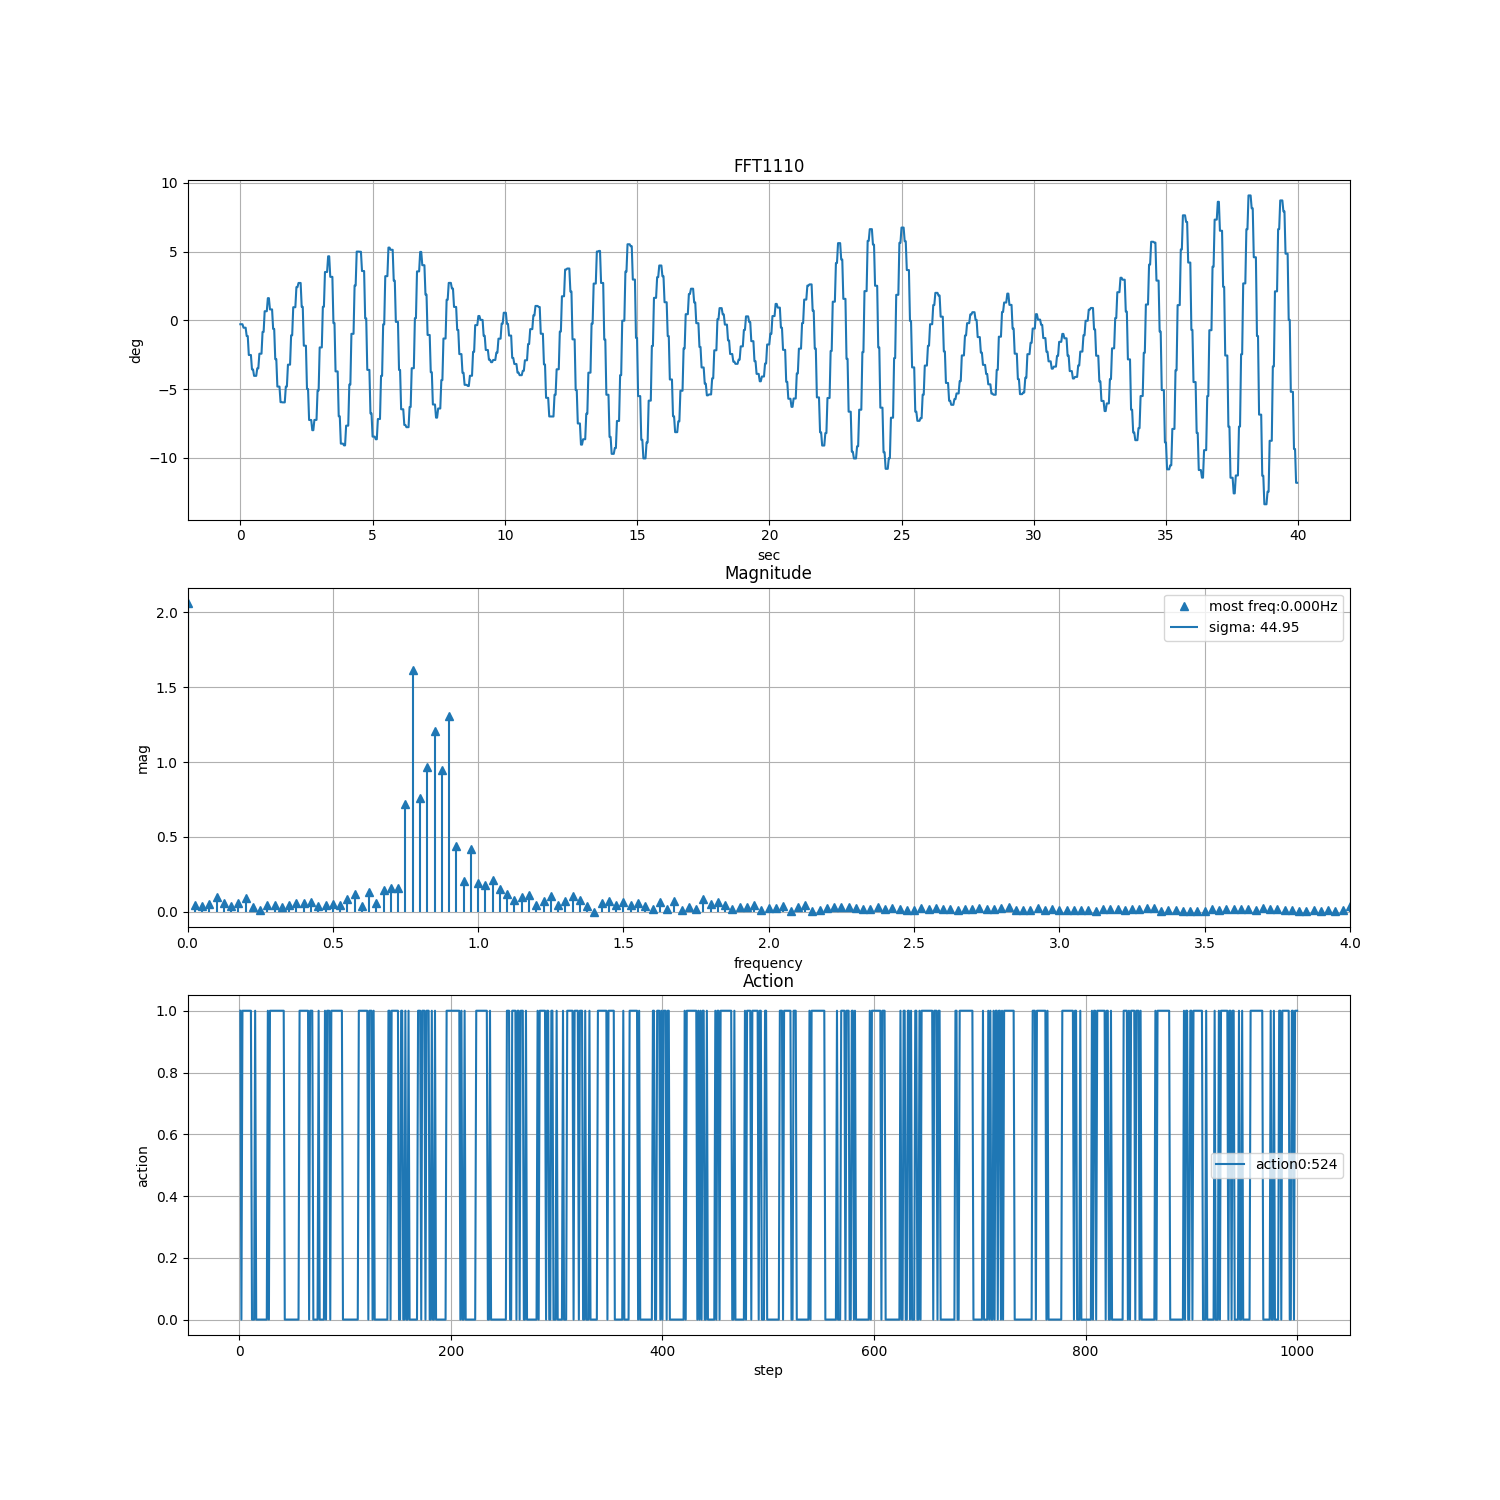 FFT1110
10
5
0
−5
−10
deg
0 5 10 15 20 25 30 35 40
sec
Magnitude
most freq:0.000Hz
sigma: 44.95
2.0
1.5
1.0
0.5
0.0
mag
0.0 0.5 1.0 1.5 2.0 2.5 3.0 3.5 4.0
frequency
Action
1.0
0.8
0.6
0.4
0.2
0.0
action
action0:524
0 200 400 600 800 1000
step